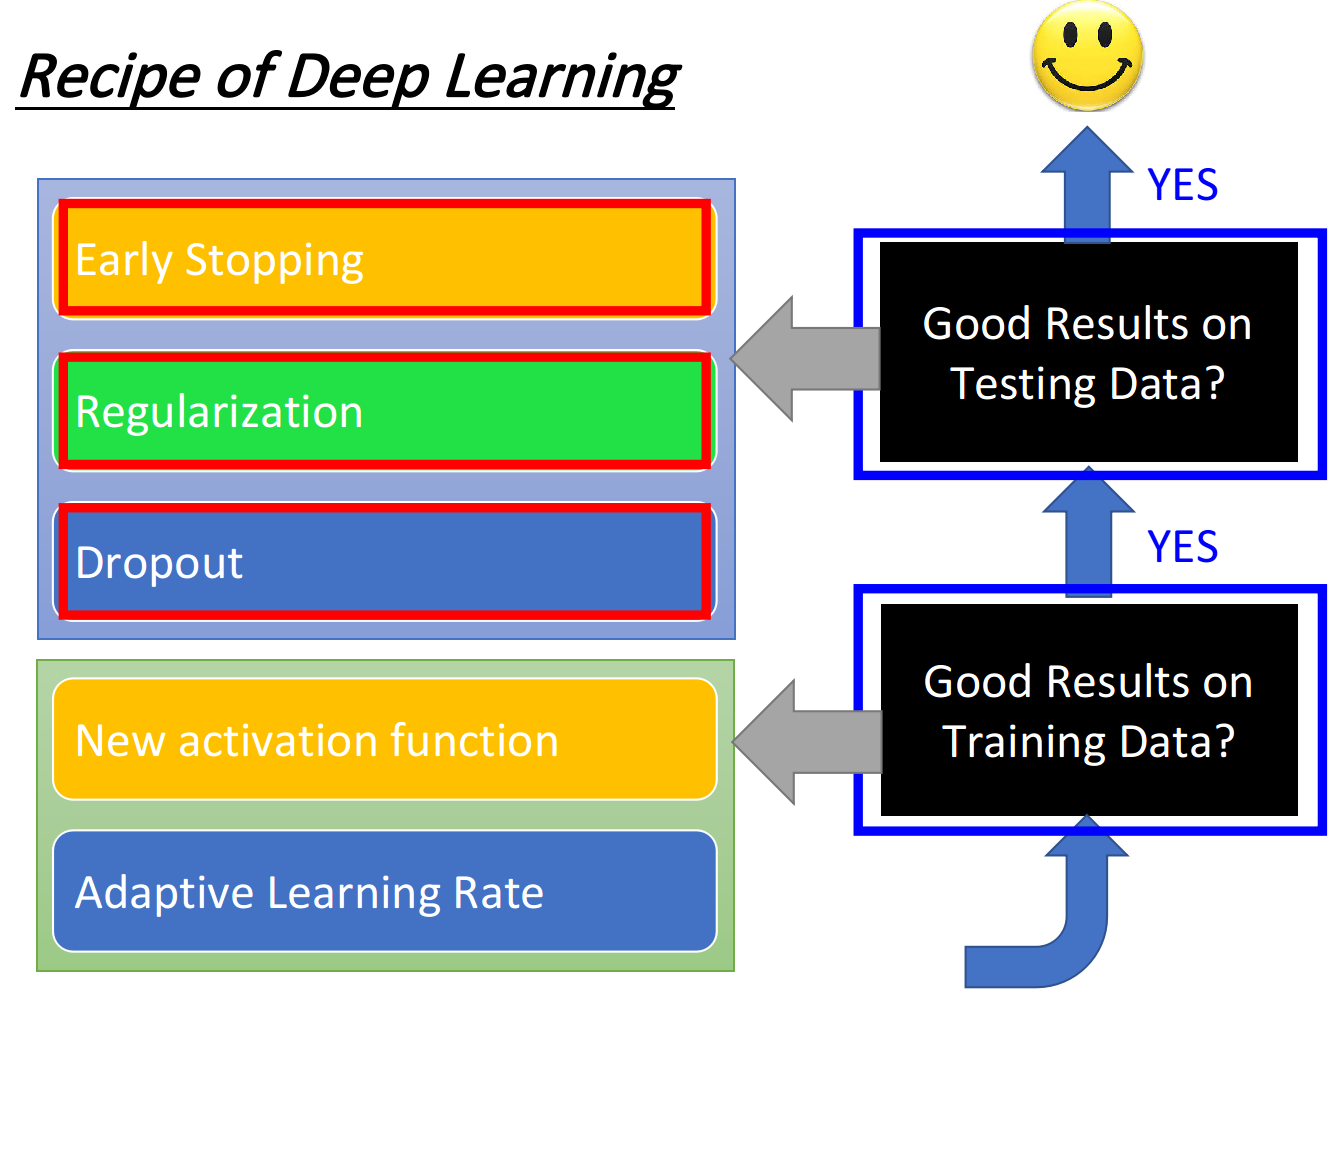 Recipe of Deep Learning
YES
Early Stopping
Good Results on
Testing Data?
Regularization
Dropout
YES
New activation function
Good Results on
Training Data?
Adaptive Learning Rate